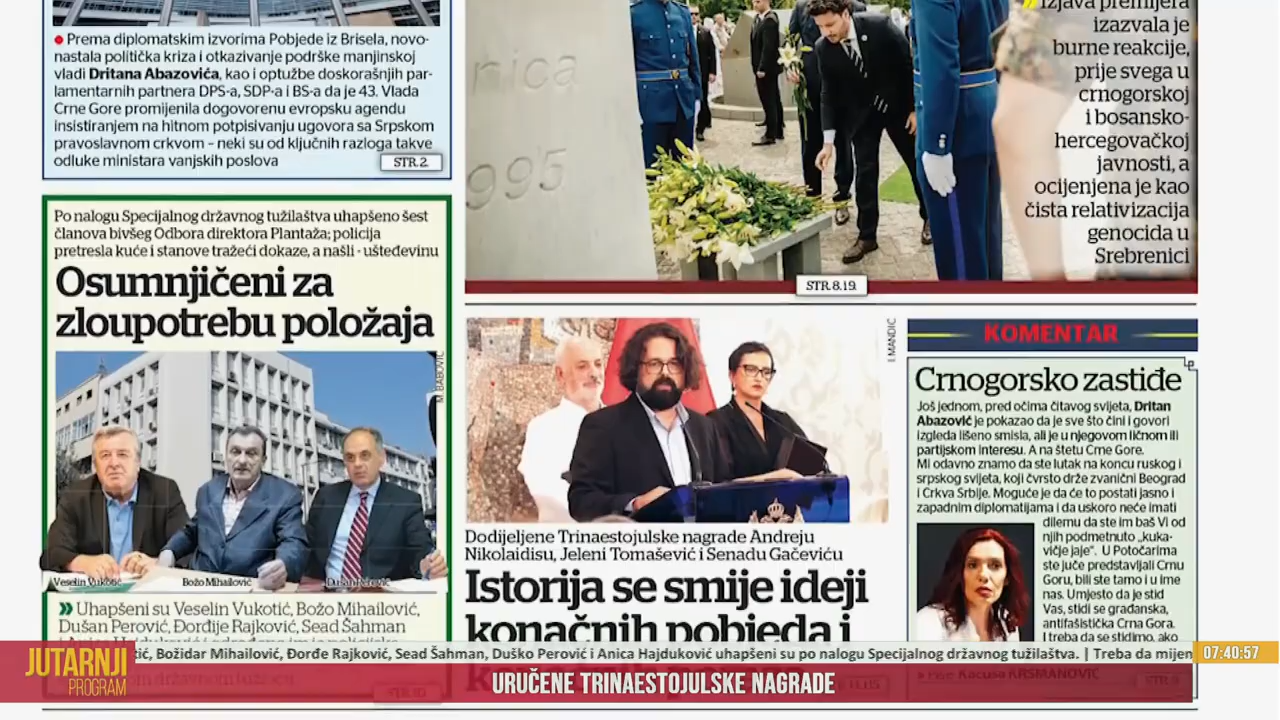 Prema diplomatskim izvorima Pobjede iz Brisela, novo-
nastala politička kriza i otkazivanje podrške manjinskoj
vladi Dritana Abazovića, kao i optužbe doskorašnjih par-
lamentarnih partnera DPS-a, SDP-a i BS-a da je 43. Vlada
Crne Gore promijenila dogovorenu evropsku agendu
insistiranjem na hitnom potpisivanju ugovora sa Srpskom
pravoslavnom crkvom – neki su od ključnih razloga takve
odluke ministara vanjskih poslova
STR. 2.
Po nalogu Specijalnog državnog tužilaštva uhapšeno šest
članova bivšeg Odbora direktora Plantaža; policija
pretresla kuće i stanove tražeći dokaze, a našli - ušteđevinu
Osumnjičeni za
zloupotrebu položaja
M. BABOVIĆ
Veselin Vukotić
Božo Mihailović
Dušan Perović
» Uhapšeni su Veselin Vukotić, Božo Mihailović,
Dušan Perović, Đorđije Rajković, Sead Šahman
nica
1995
Izjava premijera
izazvala je
burne reakcije,
prije svega u
crnogorskoj
i bosansko-
hercegovačkoj
javnosti, a
ocijenjena je kao
čista relativizacija
genocida u
Srebrenici
STR. 8.19.
I. MANDIĆ
Dodijeljene Trinaestojulske nagrade Andreju
Nikolaidisu, Jeleni Tomašević i Senadu Gačeviću
Istorija se smije ideji
konačnih pobjeda i
KOMENTAR
Crnogorsko zastiđe
Još jednom, pred očima čitavog svijeta, Dritan
Abazović je pokazao da je sve što čini i govori
izgleda lišeno smisla, ali je u njegovom ličnom ili
partijskom interesu. A na štetu Crne Gore.
Mi odavno znamo da ste lutak na koncu ruskog i
srpskog svijeta, koji čvrsto drže zvanični Beograd
i Crkva Srbije. Moguće je da će to postati jasno i
zapadnim diplomatijama i da uskoro neće imati
dilemu da ste im baš Vi od
njih podmetnuto „kuka-
vičje jaje“. U Potočarima
ste juče predstavljali Crnu
Goru, bili ste tamo i u ime
nas. Umjesto da je stid
Vas, stidi se građanska,
antifašistička Crna Gora.
I treba da se stidimo, ako
Piše Kaćuša KRSMANOVIĆ
JUTARNJI
PROGRAM
tić, Božidar Mihailović, Đorđe Rajković, Sead Šahman, Duško Perović i Anica Hajduković uhapšeni su po nalogu Specijalnog državnog tužilaštva. | Treba da mijen
07:40:57
URUČENE TRINAESTOJULSKE NAGRADE